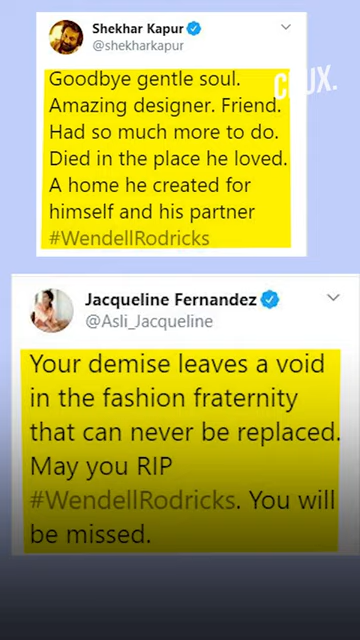 Shekhar Kapur
@shekharkapur
Goodbye gentle soul.
Amazing designer. Friend.
Had so much more to do.
Died in the place he loved.
A home he created for
himself and his partner
#WendellRodricks
Jacqueline Fernandez
@Asli_Jacqueline
Your demise leaves a void
in the fashion fraternity
that can never be replaced.
May you RIP
#WendellRodricks. You will
be missed.